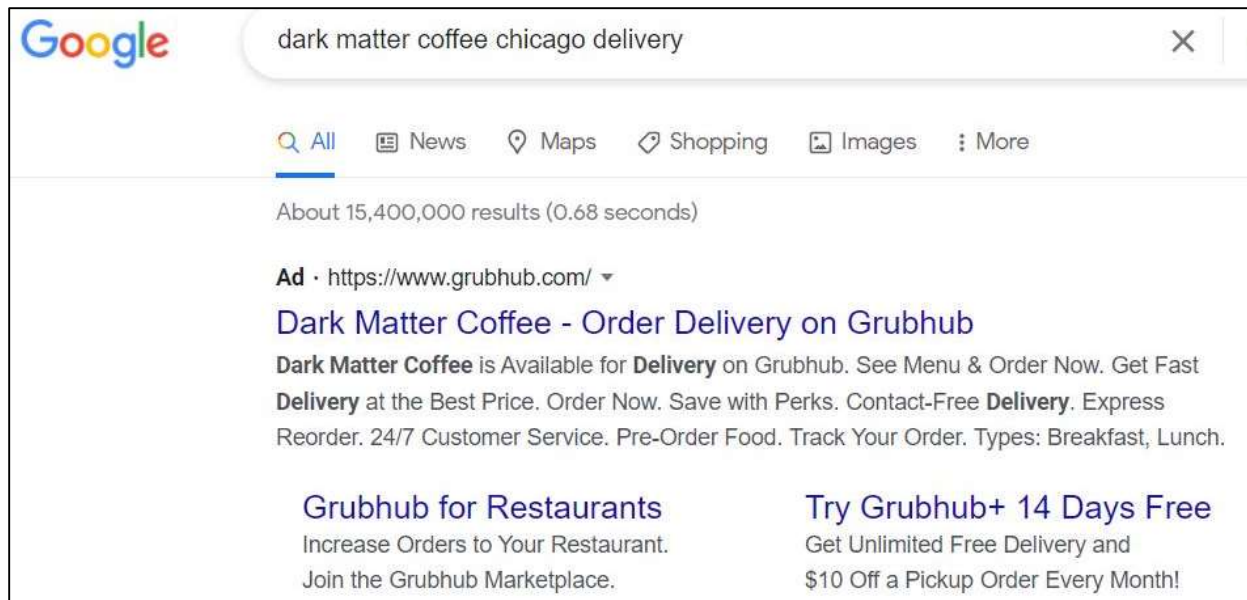 Google
dark matter coffee chicago delivery
All News Maps Shopping Images More
About 15,400,000 results (0.68 seconds)
Ad · https://www.grubhub.com/
Dark Matter Coffee - Order Delivery on Grubhub
Dark Matter Coffee is Available for Delivery on Grubhub. See Menu & Order Now. Get Fast
Delivery at the Best Price. Order Now. Save with Perks. Contact-Free Delivery. Express
Reorder. 24/7 Customer Service. Pre-Order Food. Track Your Order. Types: Breakfast, Lunch.
Grubhub for Restaurants
Increase Orders to Your Restaurant.
Join the Grubhub Marketplace.
Try Grubhub+ 14 Days Free
Get Unlimited Free Delivery and
$10 Off a Pickup Order Every Month!